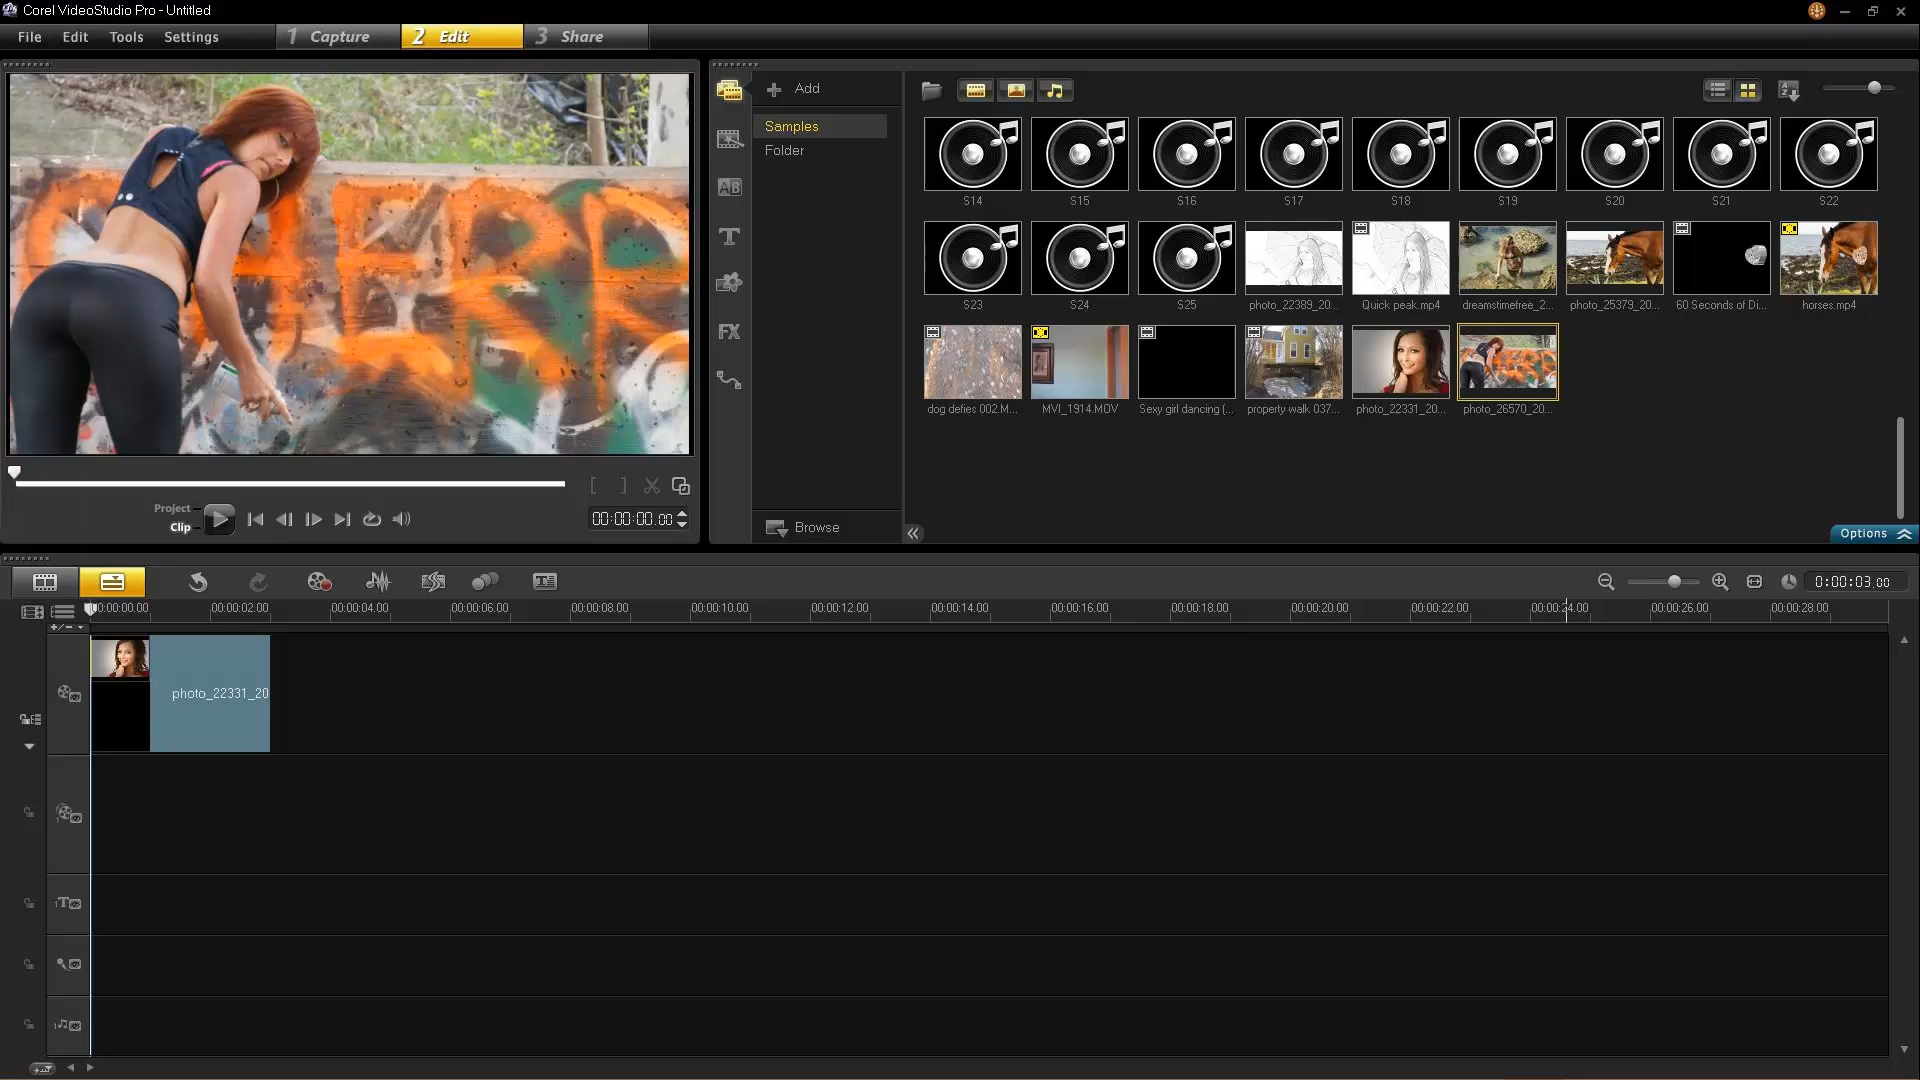 Corel VideoStudio Pro - Untitled
File Edit Tools Settings 1 Capture 2 Edit 3 Share
Add
Samples
Folder
Browse
S14 S15 S16 S17 S18 S19 S20 S21 S22
S23 S24 S25 photo_22389_20... Quick peak.mp4 dreamstimefree_2... photo_25379_20... 60 Seconds of Di... horses.mp4
dog defies 002.M... MVI_1914.MOV Sexy girl dancing (... property walk 037... photo_22331_20... photo_26570_20...
Project
Clip
00:00:00.00
Options
AB
T
FX
0:00:03.00
00:00:00.00 00:00:02.00 00:00:04.00 00:00:06.00 00:00:08.00 00:00:10.00 00:00:12.00 00:00:14.00 00:00:16.00 00:00:18.00 00:00:20.00 00:00:22.00 00:00:24.00 00:00:26.00 00:00:28.00
photo_22331_20